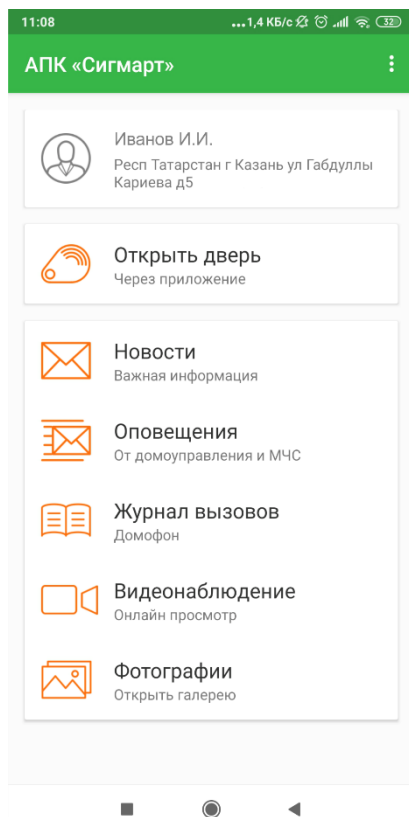 11:08 ...1,4 КБ/с 32
АПК «Сигмарт»
Иванов И.И.
Респ Татарстан г Казань ул Габдуллы
Кариева д5
Открыть дверь
Через приложение
Новости
Важная информация
Оповещения
От домоуправления и МЧС
Журнал вызовов
Домофон
Видеонаблюдение
Онлайн просмотр
Фотографии
Открыть галерею